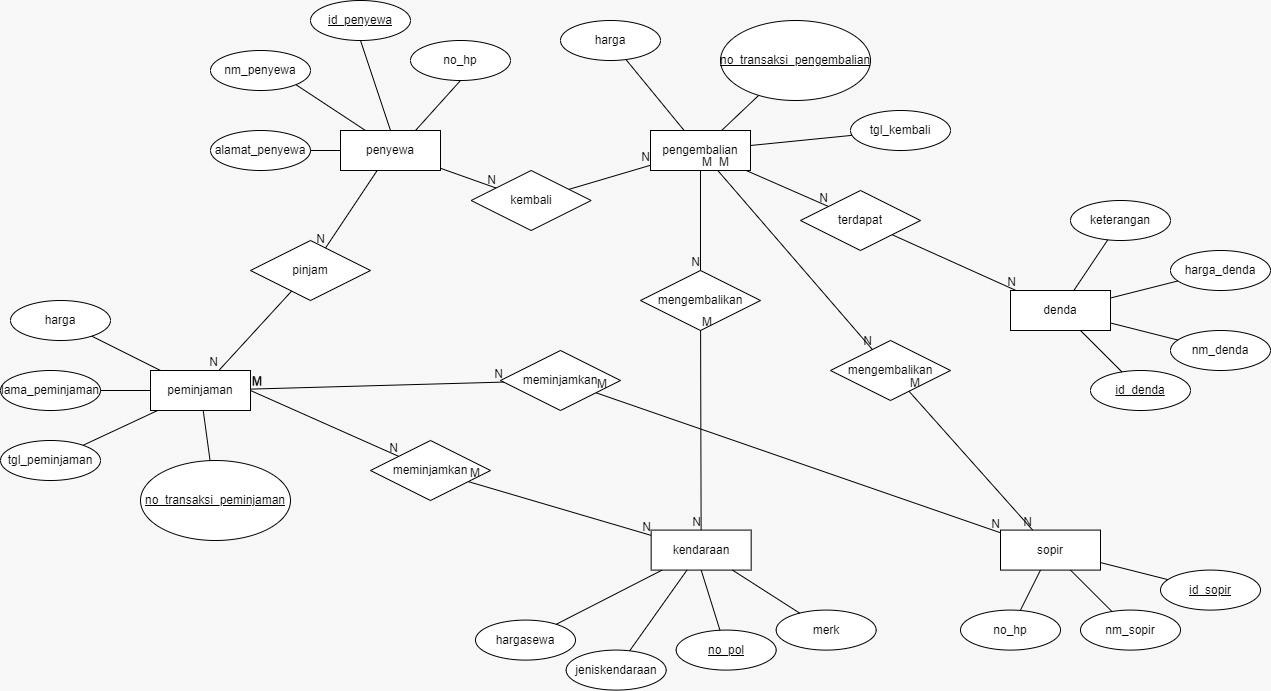 id_penyewa
harga
nm_penyewa
no_hp
no_transaksi_pengembalian
alamat_penyewa
penyewa
pengembalian
tgl_kembali
N
M
M
N
kembali
N
terdapat
N
keterangan
N
pinjam
mengembalikan
N
M
harga_denda
N
denda
harga
nm_denda
N
mengembalikan
M
id_denda
N
peminjaman
M
N
meminjamkan
M
lama_peminjaman
tgl_peminjaman
no_transaksi_peminjaman
N
meminjamkan
M
N
N
kendaraan
N
N
sopir
hargasewa
jeniskendaraan
no_pol
merk
no_hp
nm_sopir
id_sopir